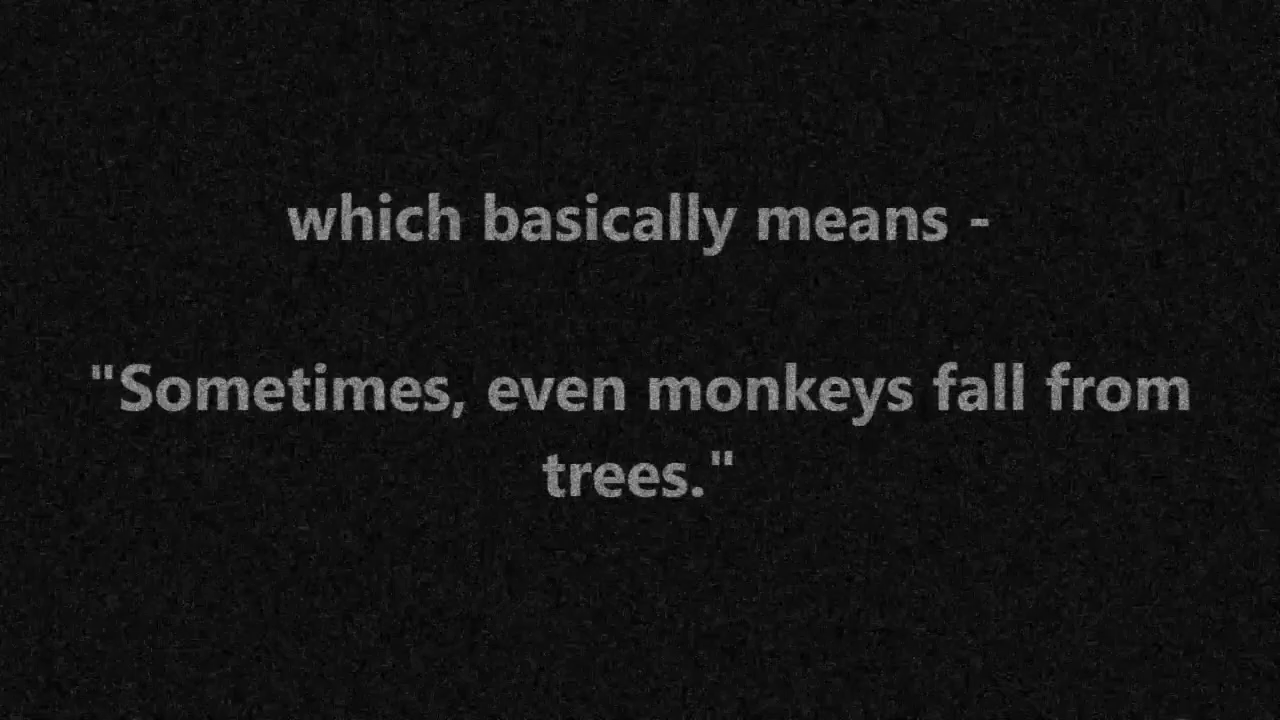 which basically means -
"Sometimes, even monkeys fall from
trees."